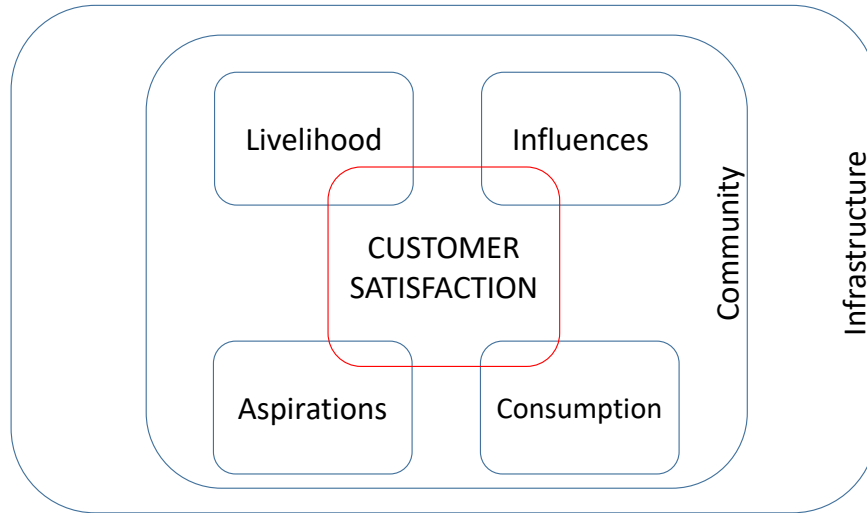 Livelihood
Influences
CUSTOMER
SATISFACTION
Aspirations
Consumption
Community
Infrastructure